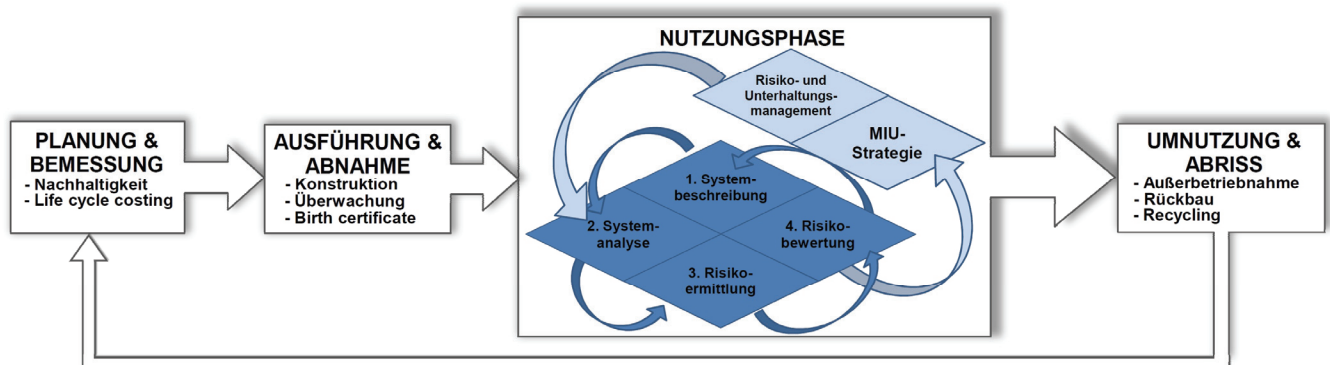 PLANUNG &
BEMESSUNG
- Nachhaltigkeit
- Life cycle costing
AUSFÜHRUNG &
ABNAHME
- Konstruktion
- Überwachung
- Birth certificate
NUTZUNGSPHASE
Risiko- und
Unterhaltungs-
management
MIU-
Strategie
1. System-
beschreibung
2. System-
analyse
3. Risiko-
ermittlung
4. Risiko-
bewertung
UMNUTZUNG &
ABRISS
- Außerbetriebnahme
- Rückbau
- Recycling